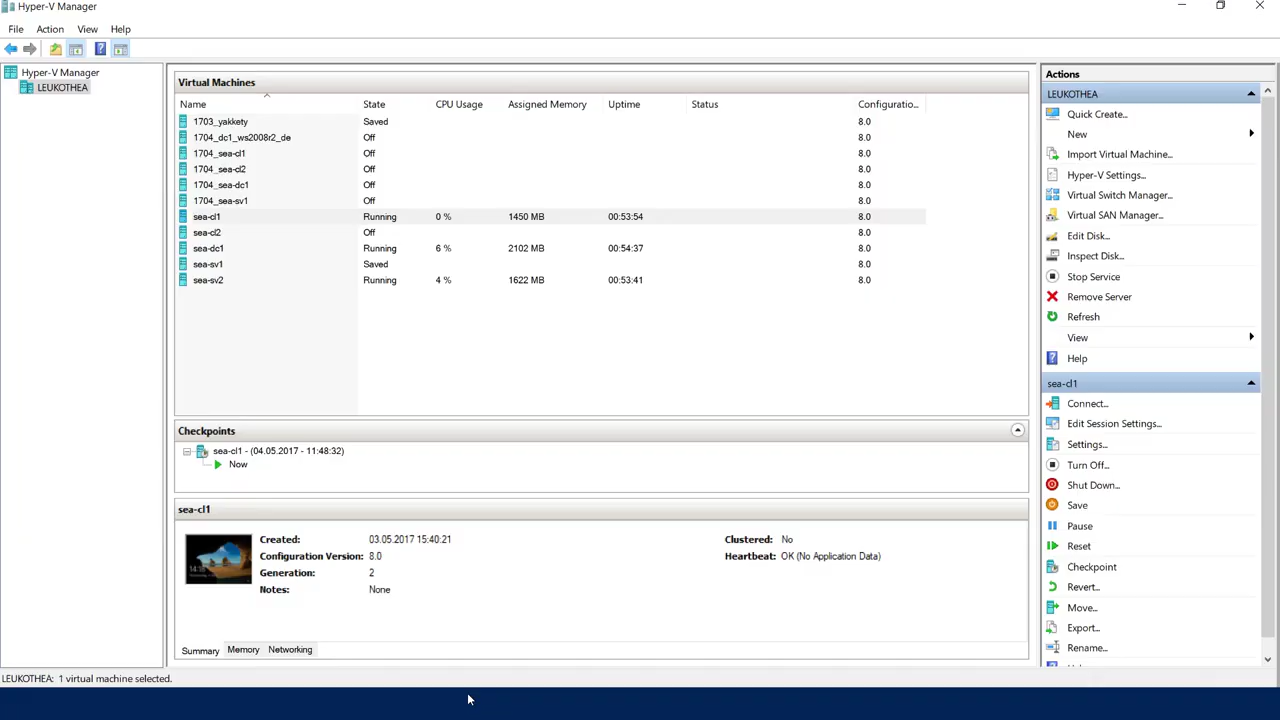 Hyper-V Manager
File Action View Help
Hyper-V Manager
LEUKOTHEA
Virtual Machines
Name State CPU Usage Assigned Memory Uptime Status Configuratio...
1703_yakkety Saved 8.0
1704_dc1_ws2008r2_de Off 8.0
1704_sea-cl1 Off 8.0
1704_sea-cl2 Off 8.0
1704_sea-dc1 Off 8.0
1704_sea-sv1 Off 8.0
sea-cl1 Running 0 % 1450 MB 00:53:54 8.0
sea-cl2 Off 8.0
sea-dc1 Running 6 % 2102 MB 00:54:37 8.0
sea-sv1 Saved 8.0
sea-sv2 Running 4 % 1622 MB 00:53:41 8.0
Checkpoints
sea-cl1 - (04.05.2017 - 11:48:32)
Now
sea-cl1
Created: 03.05.2017 15:40:21
Configuration Version: 8.0
Generation: 2
Notes: None
Clustered: No
Heartbeat: OK (No Application Data)
Summary Memory Networking
Actions
LEUKOTHEA
Quick Create...
New
Import Virtual Machine...
Hyper-V Settings...
Virtual Switch Manager...
Virtual SAN Manager...
Edit Disk...
Inspect Disk...
Stop Service
Remove Server
Refresh
View
Help
sea-cl1
Connect...
Edit Session Settings...
Settings...
Turn Off...
Shut Down...
Save
Pause
Reset
Checkpoint
Revert...
Move...
Export...
Rename...
LEUKOTHEA: 1 virtual machine selected.